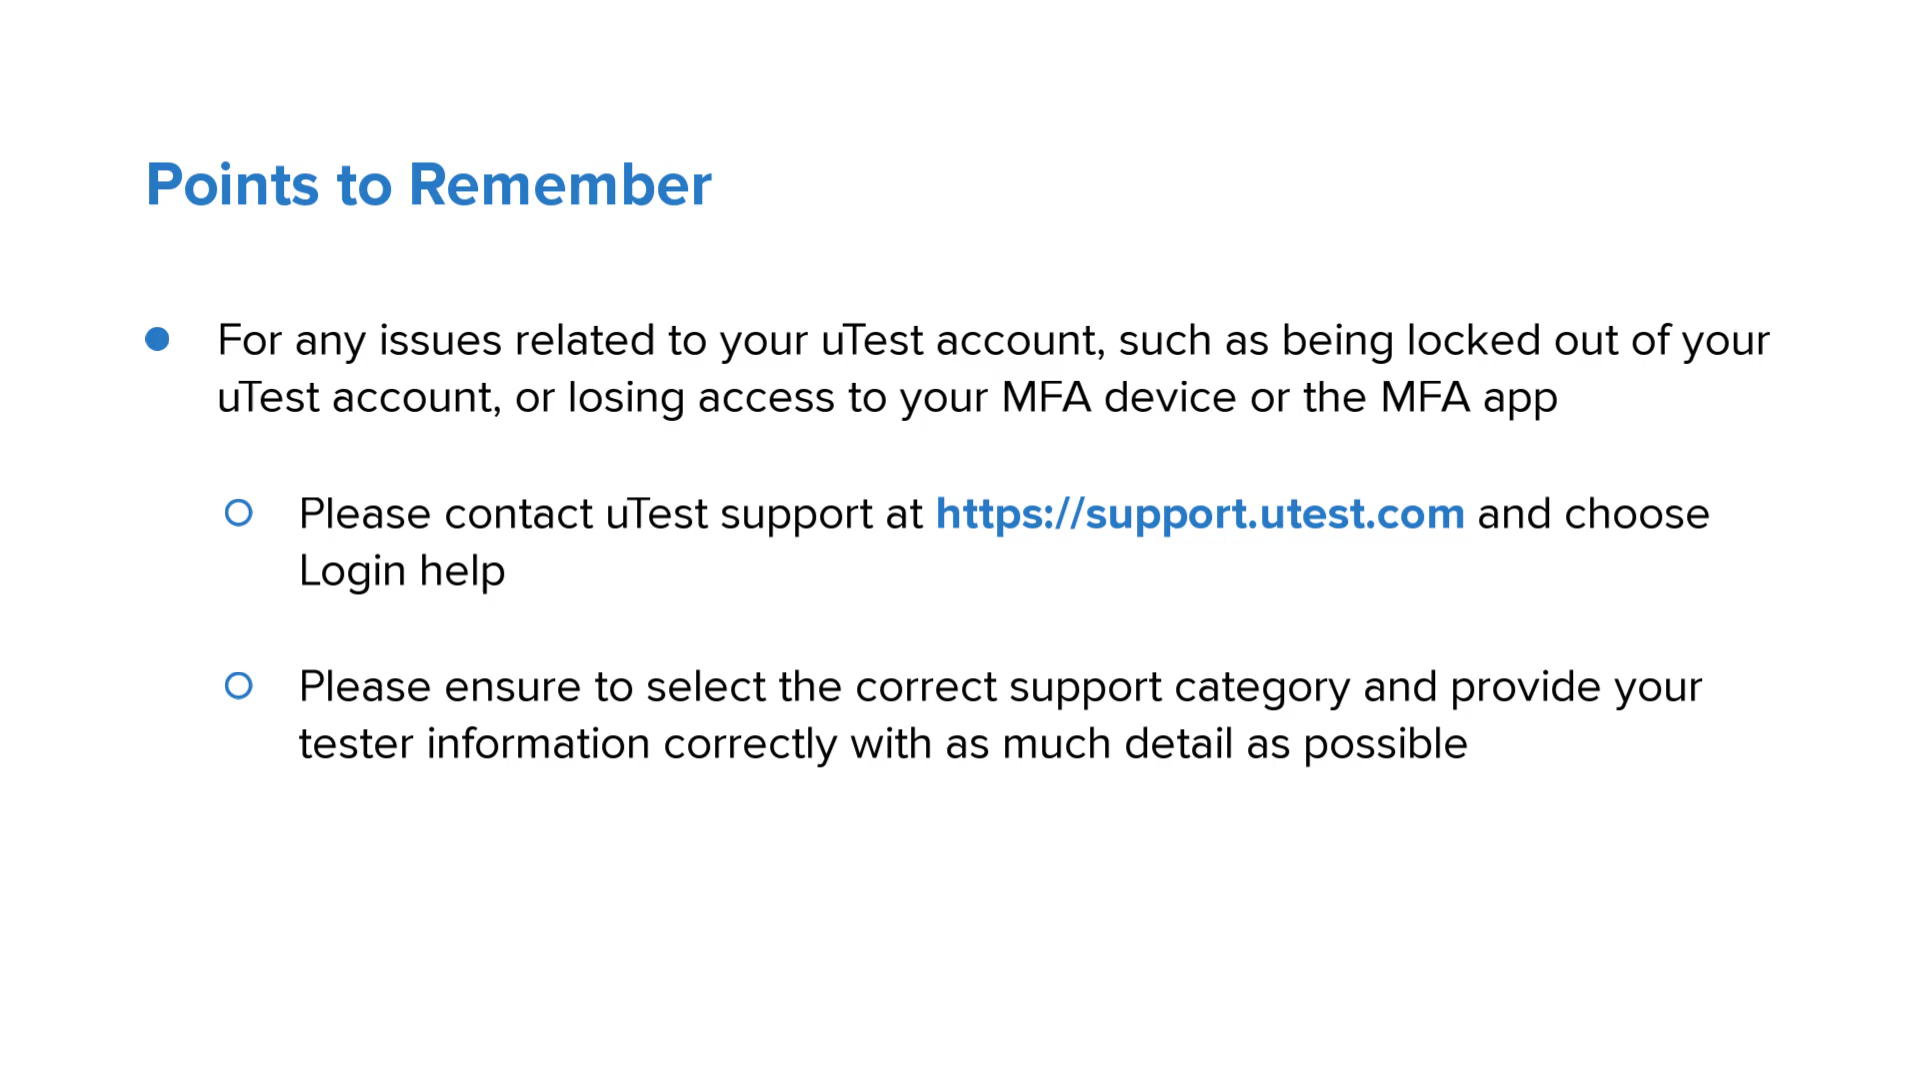 Points to Remember
For any issues related to your uTest account, such as being locked out of your
uTest account, or losing access to your MFA device or the MFA app
Please contact uTest support at https://support.utest.com and choose
Login help
Please ensure to select the correct support category and provide your
tester information correctly with as much detail as possible